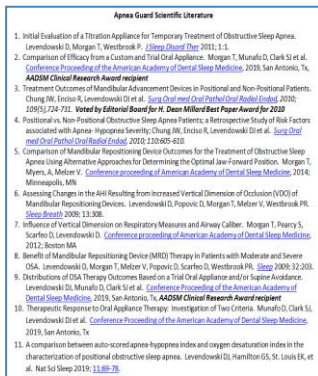 Apnea Guard Scientific Literature
1. Initial Evaluation of a Titration Appliance for Temporary Treatment of Obstructive Sleep Apnea.
Levendowski D, Morgan T, Westbrook P. J Sleep Disord Ther 2011; 1:1.
2. Comparison of Efficacy from a Custom and Trial Oral Appliance. Morgan T, Munafo D, Clark SJ et al.
Conference Proceeding of the American Academy of Dental Sleep Medicine, 2019, San Antonio, Tx,
AADSM Clinical Research Award recipient
3. Treatment Outcomes of Mandibular Advancement Devices in Positional and Non-Positional Patients.
Chung JW, Enciso R, Levendowski DJ et al. Surg Oral med Oral Pathol Oral Radiol Endod, 2010;
109(5),724-731. Voted by Editorial Board for H. Dean Millard Best Paper Award for 2010
4. Positional vs. Non-Positional Obstructive Sleep Apnea Patients; a Retrospective Study of Risk Factors
associated with Apnea- Hypopnea Severity; Chung JW, Enciso R, Levendowski DJ et al. Surg Oral
med Oral Pathol Oral Radiol Endod, 2010; 110:605-610.
5. Comparison of Mandibular Repositioning Device Outcomes for the Treatment of Obstructive Sleep
Apnea Using Alternative Approaches for Determining the Optimal Jaw-Forward Position. Morgan T,
Myers, A, Melzer V. Conference proceeding of American Academy of Dental Sleep Medicine, 2014;
Minneapolis, MN
6. Assessing Changes in the AHI Resulting from Increased Vertical Dimension of Occlusion (VDO) of
Mandibular Repositioning Devices. Levendowski D, Popovic D, Morgan T, Melzer V, Westbrook PR.
Sleep Breath 2009; 13:308.
7. Influence of Vertical Dimension on Respiratory Measures and Airway Caliber. Morgan T, Pearcy S,
Scarfeo D, Levendowski D. Conference proceeding of American Academy of Dental Sleep Medicine,
2012; Boston MA
8. Benefit of Mandibular Repositioning Device (MRD) Therapy in Patients with Moderate and Severe
OSA. Levendowski D, Morgan T, Melzer V, Popovic D, Scarfeo D, Westbrook PR. Sleep 2009; 32:203.
9. Distributions of OSA Therapy Outcomes Based on a Trial Oral Appliance and/or Supine Avoidance.
Levendowski DJ, Munafo D, Clark SJ et al. Conference Proceeding of the American Academy of
Dental Sleep Medicine, 2019, San Antonio, Tx, AADSM Clinical Research Award recipient
10. Therapeutic Response to Oral Appliance Therapy: Investigation of Two Criteria. Munafo D, Clark SJ,
Levendowski DJ et al. Conference Proceeding of the American Academy of Dental Sleep Medicine,
2019, San Antonio, Tx
11. A comparison between auto-scored apnea-hypopnea index and oxygen desaturation index in the
characterization of positional obstructive sleep apnea. Levendowski DJ, Hamilton GS, St. Louis EK, et
al. Nat Sci Sleep 2019; 11:69-78.